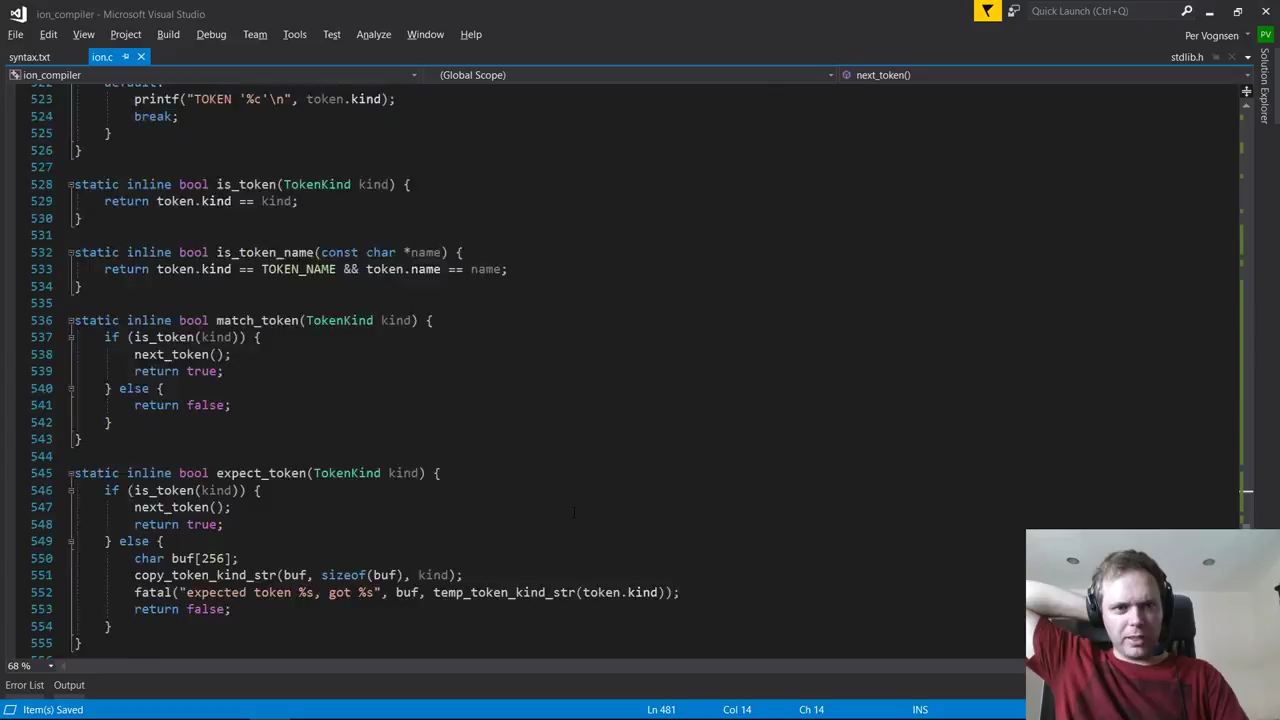 ion_compiler - Microsoft Visual Studio
Quick Launch (Ctrl+Q)
File Edit View Project Build Debug Team Tools Test Analyze Window Help
Per Vognsen PV
syntax.txt ion.c stdlib.h
ion_compiler (Global Scope) next_token()
Solution Explorer
522 default:
523 printf("TOKEN '%c'\n", token.kind);
524 break;
525 }
526 }
527
528 static inline bool is_token(TokenKind kind) {
529 return token.kind == kind;
530 }
531
532 static inline bool is_token_name(const char *name) {
533 return token.kind == TOKEN_NAME && token.name == name;
534 }
535
536 static inline bool match_token(TokenKind kind) {
537 if (is_token(kind)) {
538 next_token();
539 return true;
540 } else {
541 return false;
542 }
543 }
544
545 static inline bool expect_token(TokenKind kind) {
546 if (is_token(kind)) {
547 next_token();
548 return true;
549 } else {
550 char buf[256];
551 copy_token_kind_str(buf, sizeof(buf), kind);
552 fatal("expected token %s, got %s", buf, temp_token_kind_str(token.kind));
553 return false;
554 }
555 }
68 %
Error List Output
Item(s) Saved Ln 481 Col 14 Ch 14 INS